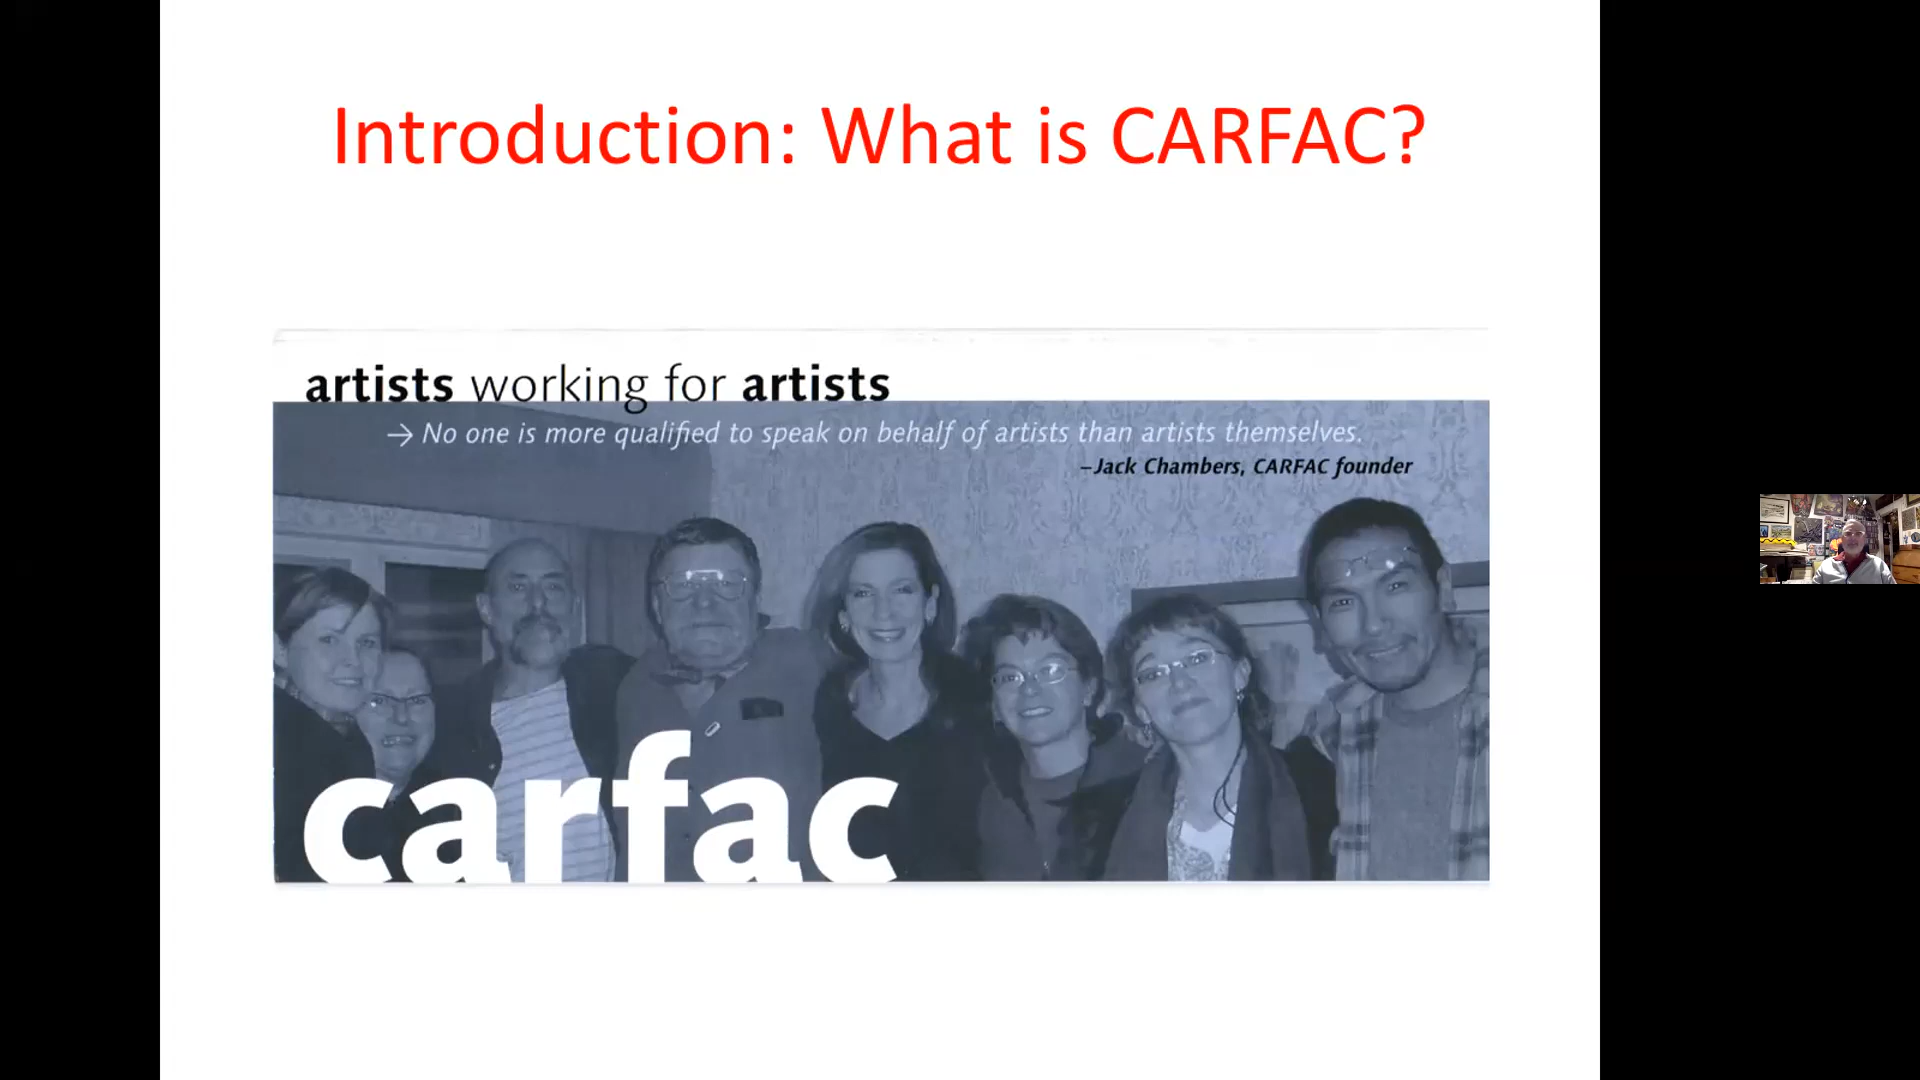 Introduction: What is CARFAC?
artists working for artists
→ No one is more qualified to speak on behalf of artists than artists themselves.
–Jack Chambers, CARFAC founder
carfac